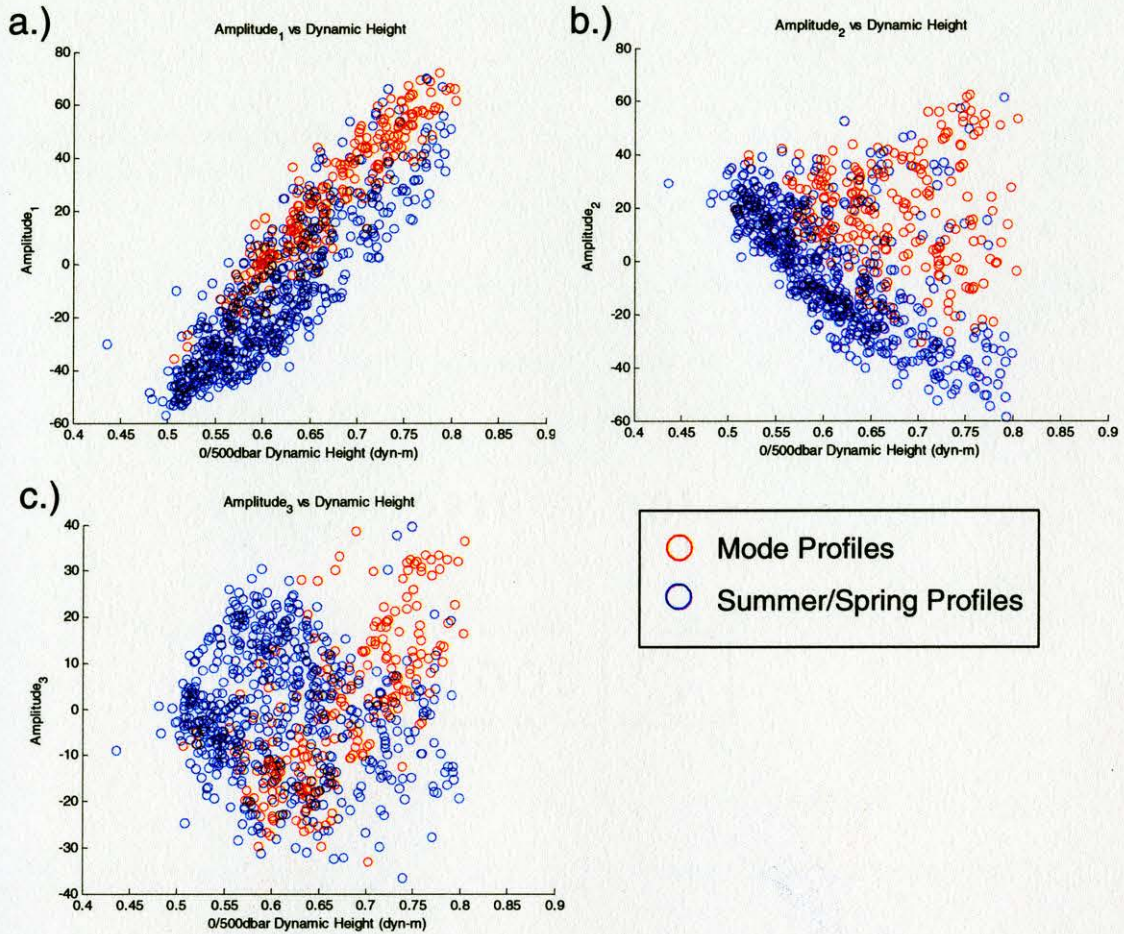 a.)
Amplitude1 vs Dynamic Height
80
60
40
20
0
-20
-40
-60
Amplitude1
0.4 0.45 0.5 0.55 0.6 0.65 0.7 0.75 0.8 0.85 0.9
0/500dbar Dynamic Height (dyn-m)
b.)
Amplitude2 vs Dynamic Height
80
60
40
20
0
-20
-40
-60
Amplitude2
0.4 0.45 0.5 0.55 0.6 0.65 0.7 0.75 0.8 0.85 0.9
0/500dbar Dynamic Height (dyn-m)
c.)
Amplitude3 vs Dynamic Height
40
30
20
10
0
-10
-20
-30
-40
Amplitude3
0.4 0.45 0.5 0.55 0.6 0.65 0.7 0.75 0.8 0.85 0.9
0/500dbar Dynamic Height (dyn-m)
Mode Profiles
Summer/Spring Profiles